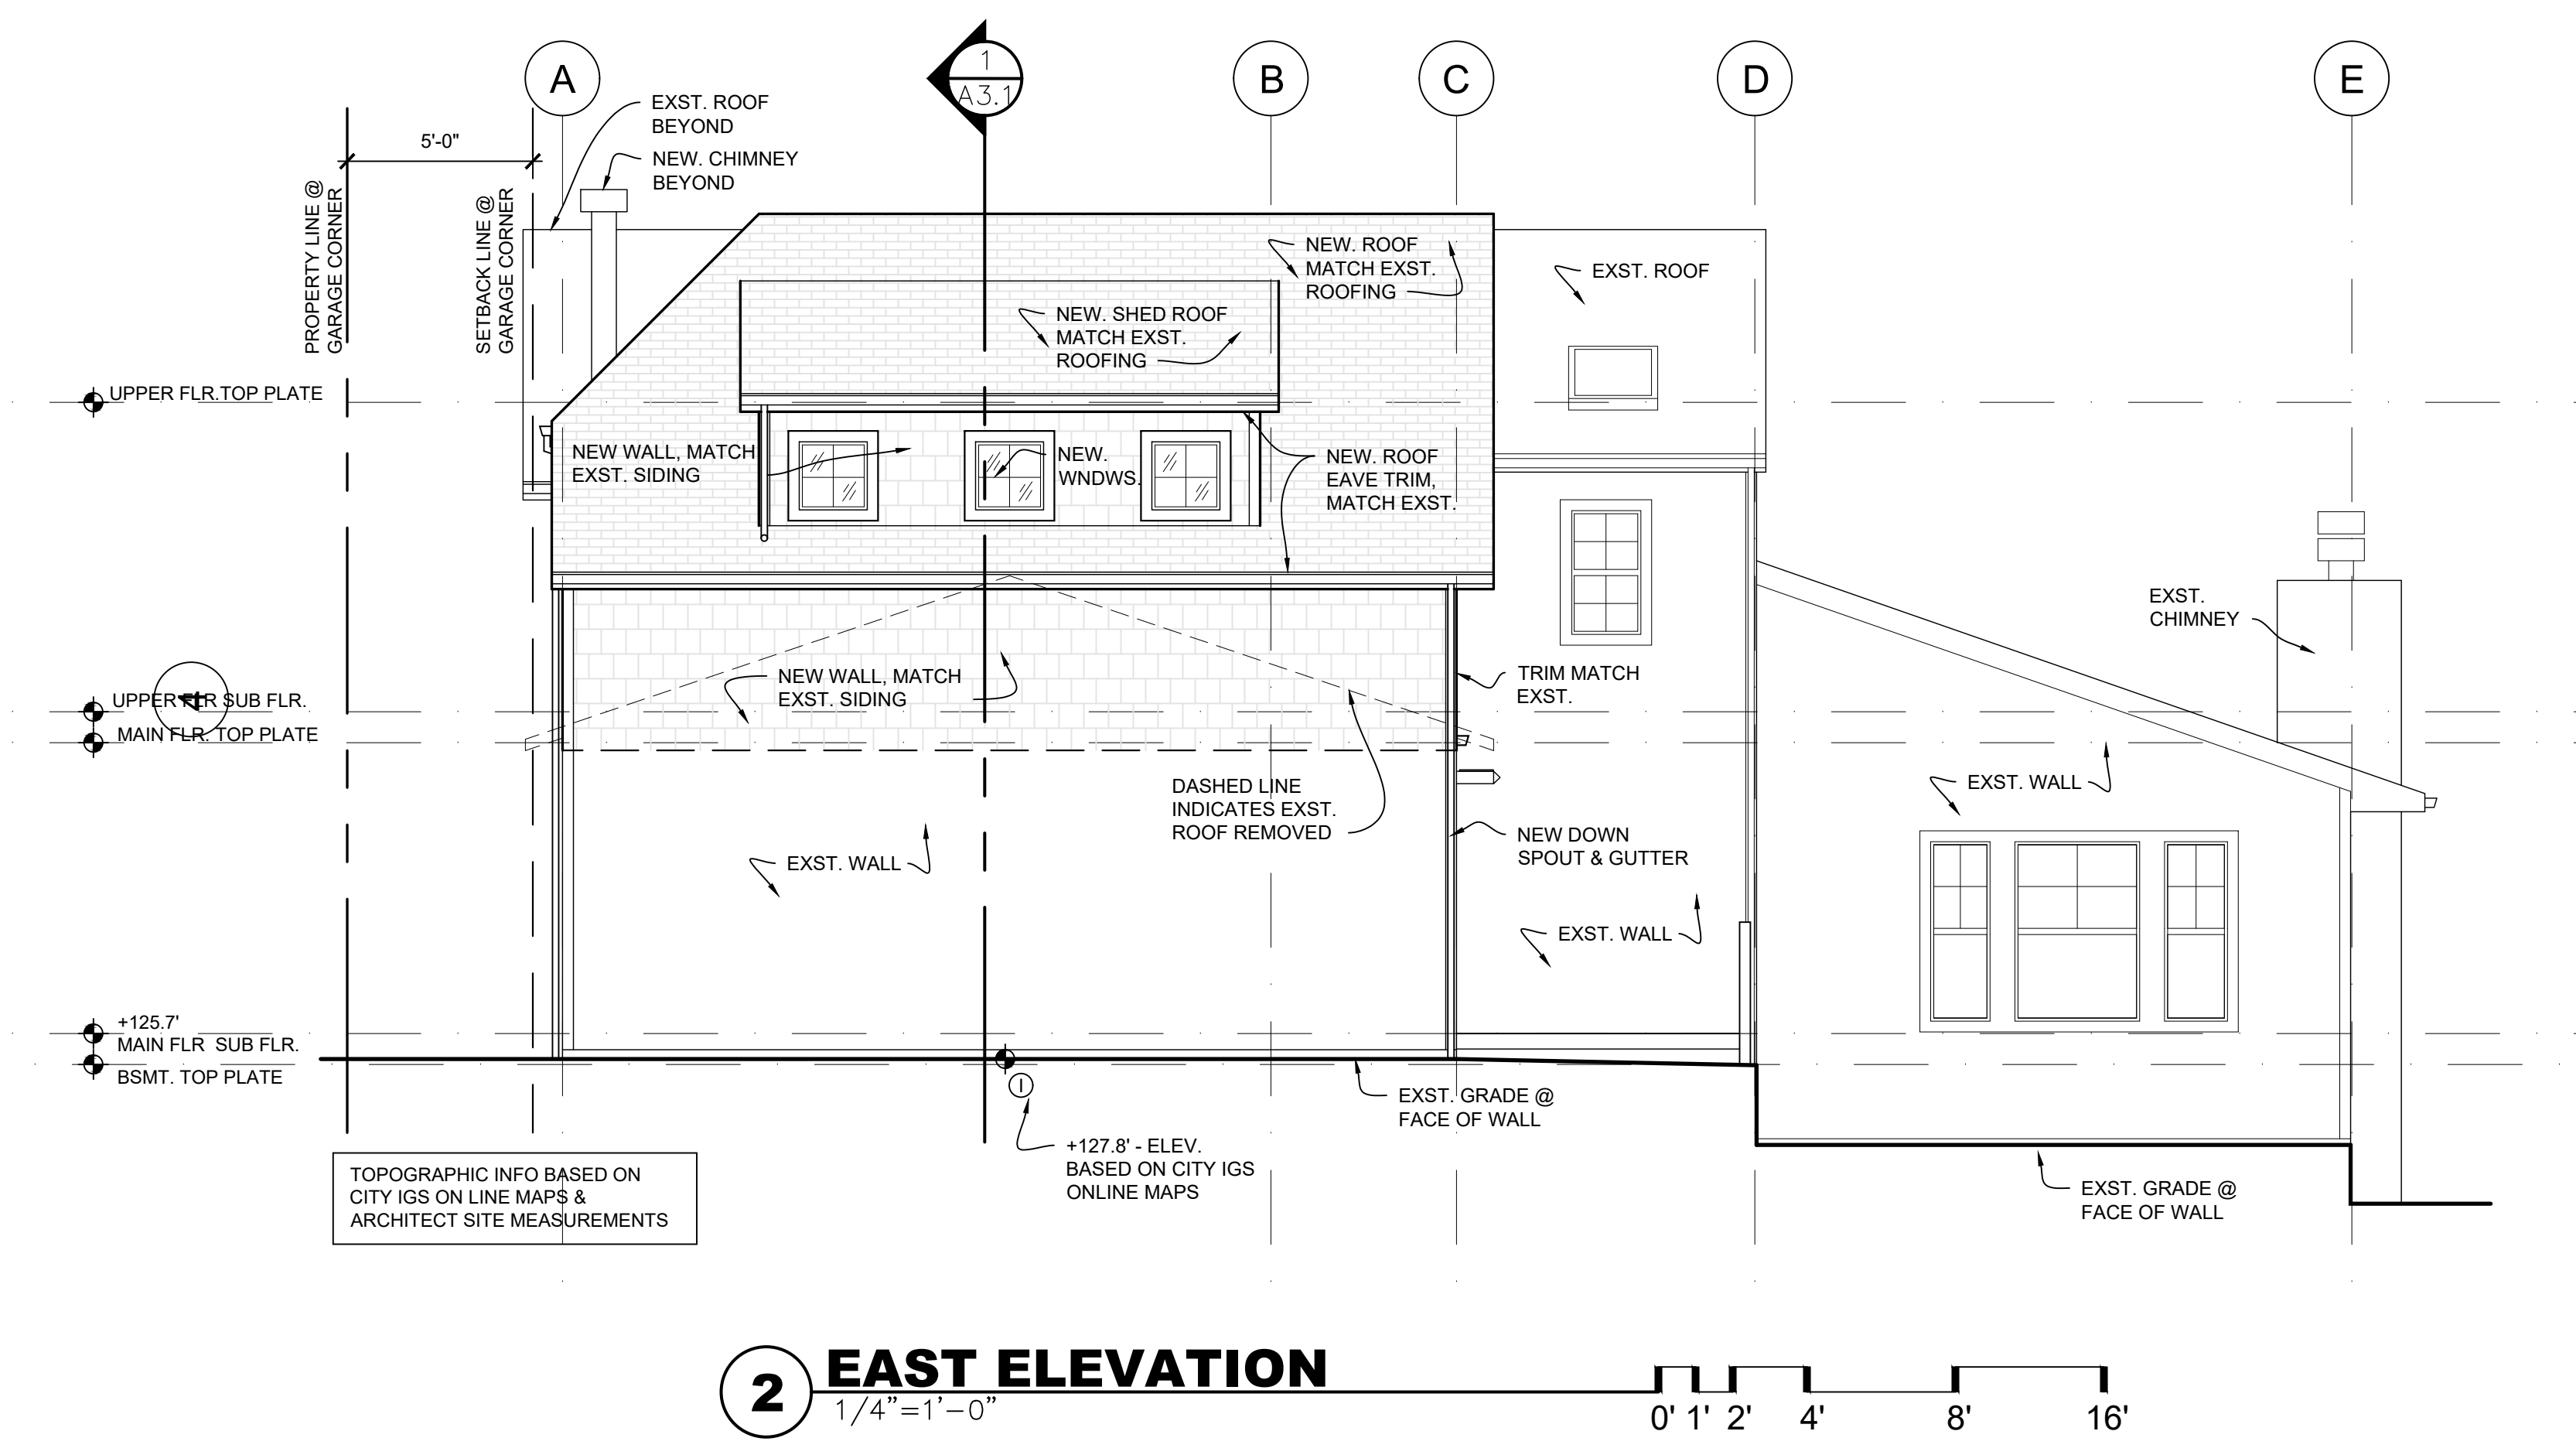 A
1
A3.1
B
C
D
E
EXST. ROOF
BEYOND
5'-0"
NEW. CHIMNEY
BEYOND
PROPERTY LINE @
GARAGE CORNER
SETBACK LINE @
GARAGE CORNER
NEW. ROOF
MATCH EXST.
ROOFING
EXST. ROOF
NEW. SHED ROOF
MATCH EXST.
ROOFING
UPPER FLR.TOP PLATE
NEW WALL, MATCH
EXST. SIDING
NEW.
WNDWS.
NEW. ROOF
EAVE TRIM,
MATCH EXST.
EXST.
CHIMNEY
NEW WALL, MATCH
EXST. SIDING
TRIM MATCH
EXST.
4
UPPER FLR SUB FLR.
MAIN FLR. TOP PLATE
DASHED LINE
INDICATES EXST.
ROOF REMOVED
EXST. WALL
NEW DOWN
SPOUT & GUTTER
EXST. WALL
EXST. WALL
+125.7'
MAIN FLR SUB FLR.
BSMT. TOP PLATE
1
EXST. GRADE @
FACE OF WALL
+127.8' - ELEV.
BASED ON CITY IGS
ONLINE MAPS
TOPOGRAPHIC INFO BASED ON
CITY IGS ON LINE MAPS &
ARCHITECT SITE MEASUREMENTS
EXST. GRADE @
FACE OF WALL
2
EAST ELEVATION
1/4"=1'-0"
0' 1' 2' 4' 8' 16'